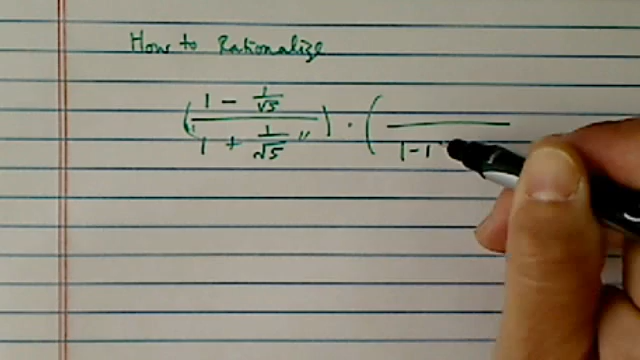 How to Rationalize
(1 - 1/√5 / 1 + 1/√5) · ( / 1 - 1